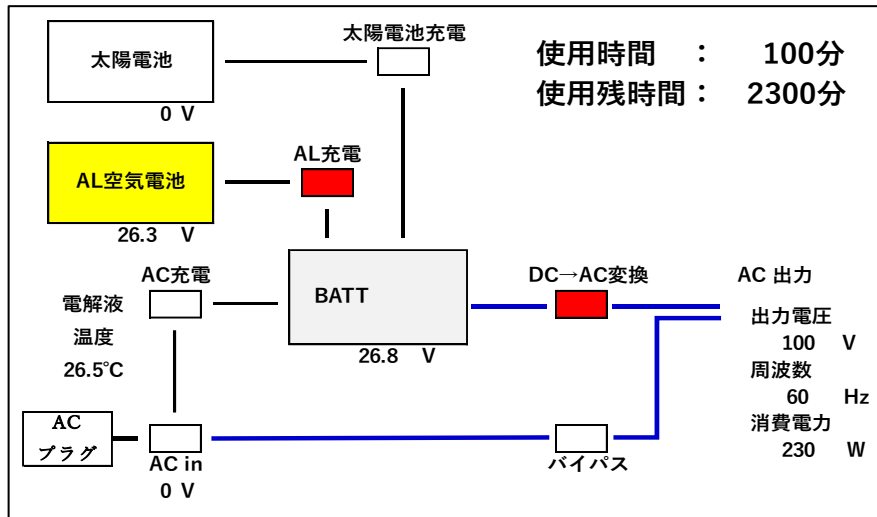 太陽電池充電
太陽電池
0 V
使用時間 : 100分
使用残時間: 2300分
AL充電
AL空気電池
26.3 V
AC充電
BATT
DC→AC変換
AC 出力
電解液
温度
26.5℃
26.8 V
出力電圧
100 V
周波数
60 Hz
消費電力
230 W
AC
プラグ
AC in
0 V
バイパス